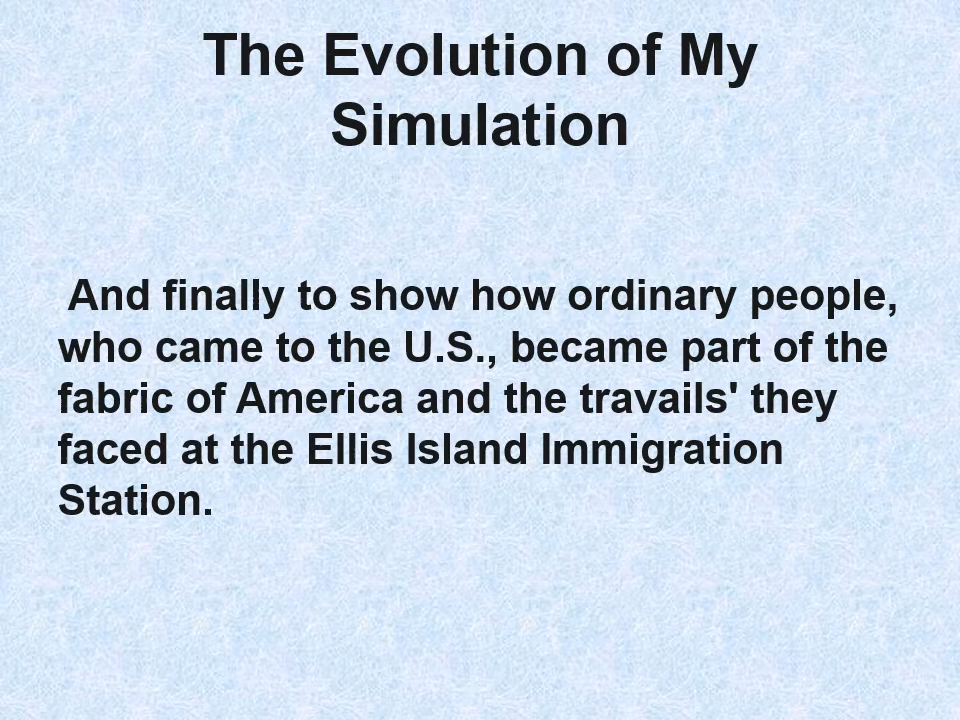 The Evolution of My
Simulation
And finally to show how ordinary people,
who came to the U.S., became part of the
fabric of America and the travails' they
faced at the Ellis Island Immigration
Station.